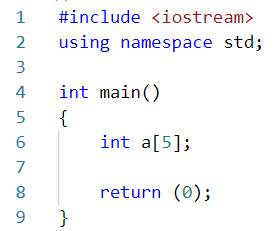 1 #include <iostream>
2 using namespace std;
3
4 int main()
5 {
6     int a[5];
7
8     return (0);
9 }